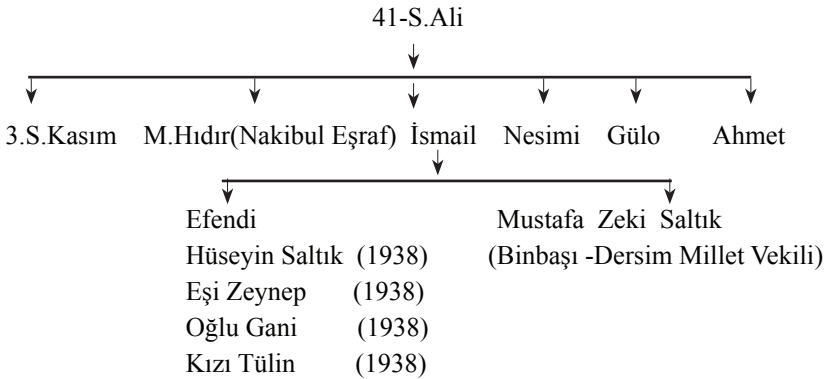 41-S.Ali
3.S.Kasım M.Hıdır(Nakibul Eşraf) İsmail Nesimi Gülo Ahmet
Efendi Mustafa Zeki Saltık
Hüseyin Saltık (1938) (Binbaşı -Dersim Millet Vekili)
Eşi Zeynep (1938)
Oğlu Gani (1938)
Kızı Tülin (1938)